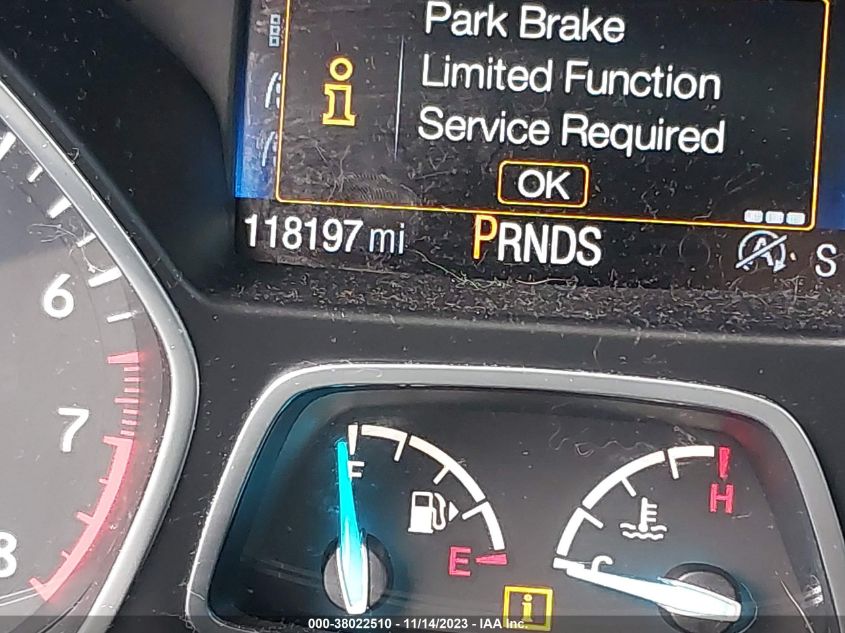 Park Brake
Limited Function
Service Required
OK
118197 mi PRNDS A S
6
7
8
F
E
H
C
i
000-38022510 - 11/14/2023 - IAA Inc.